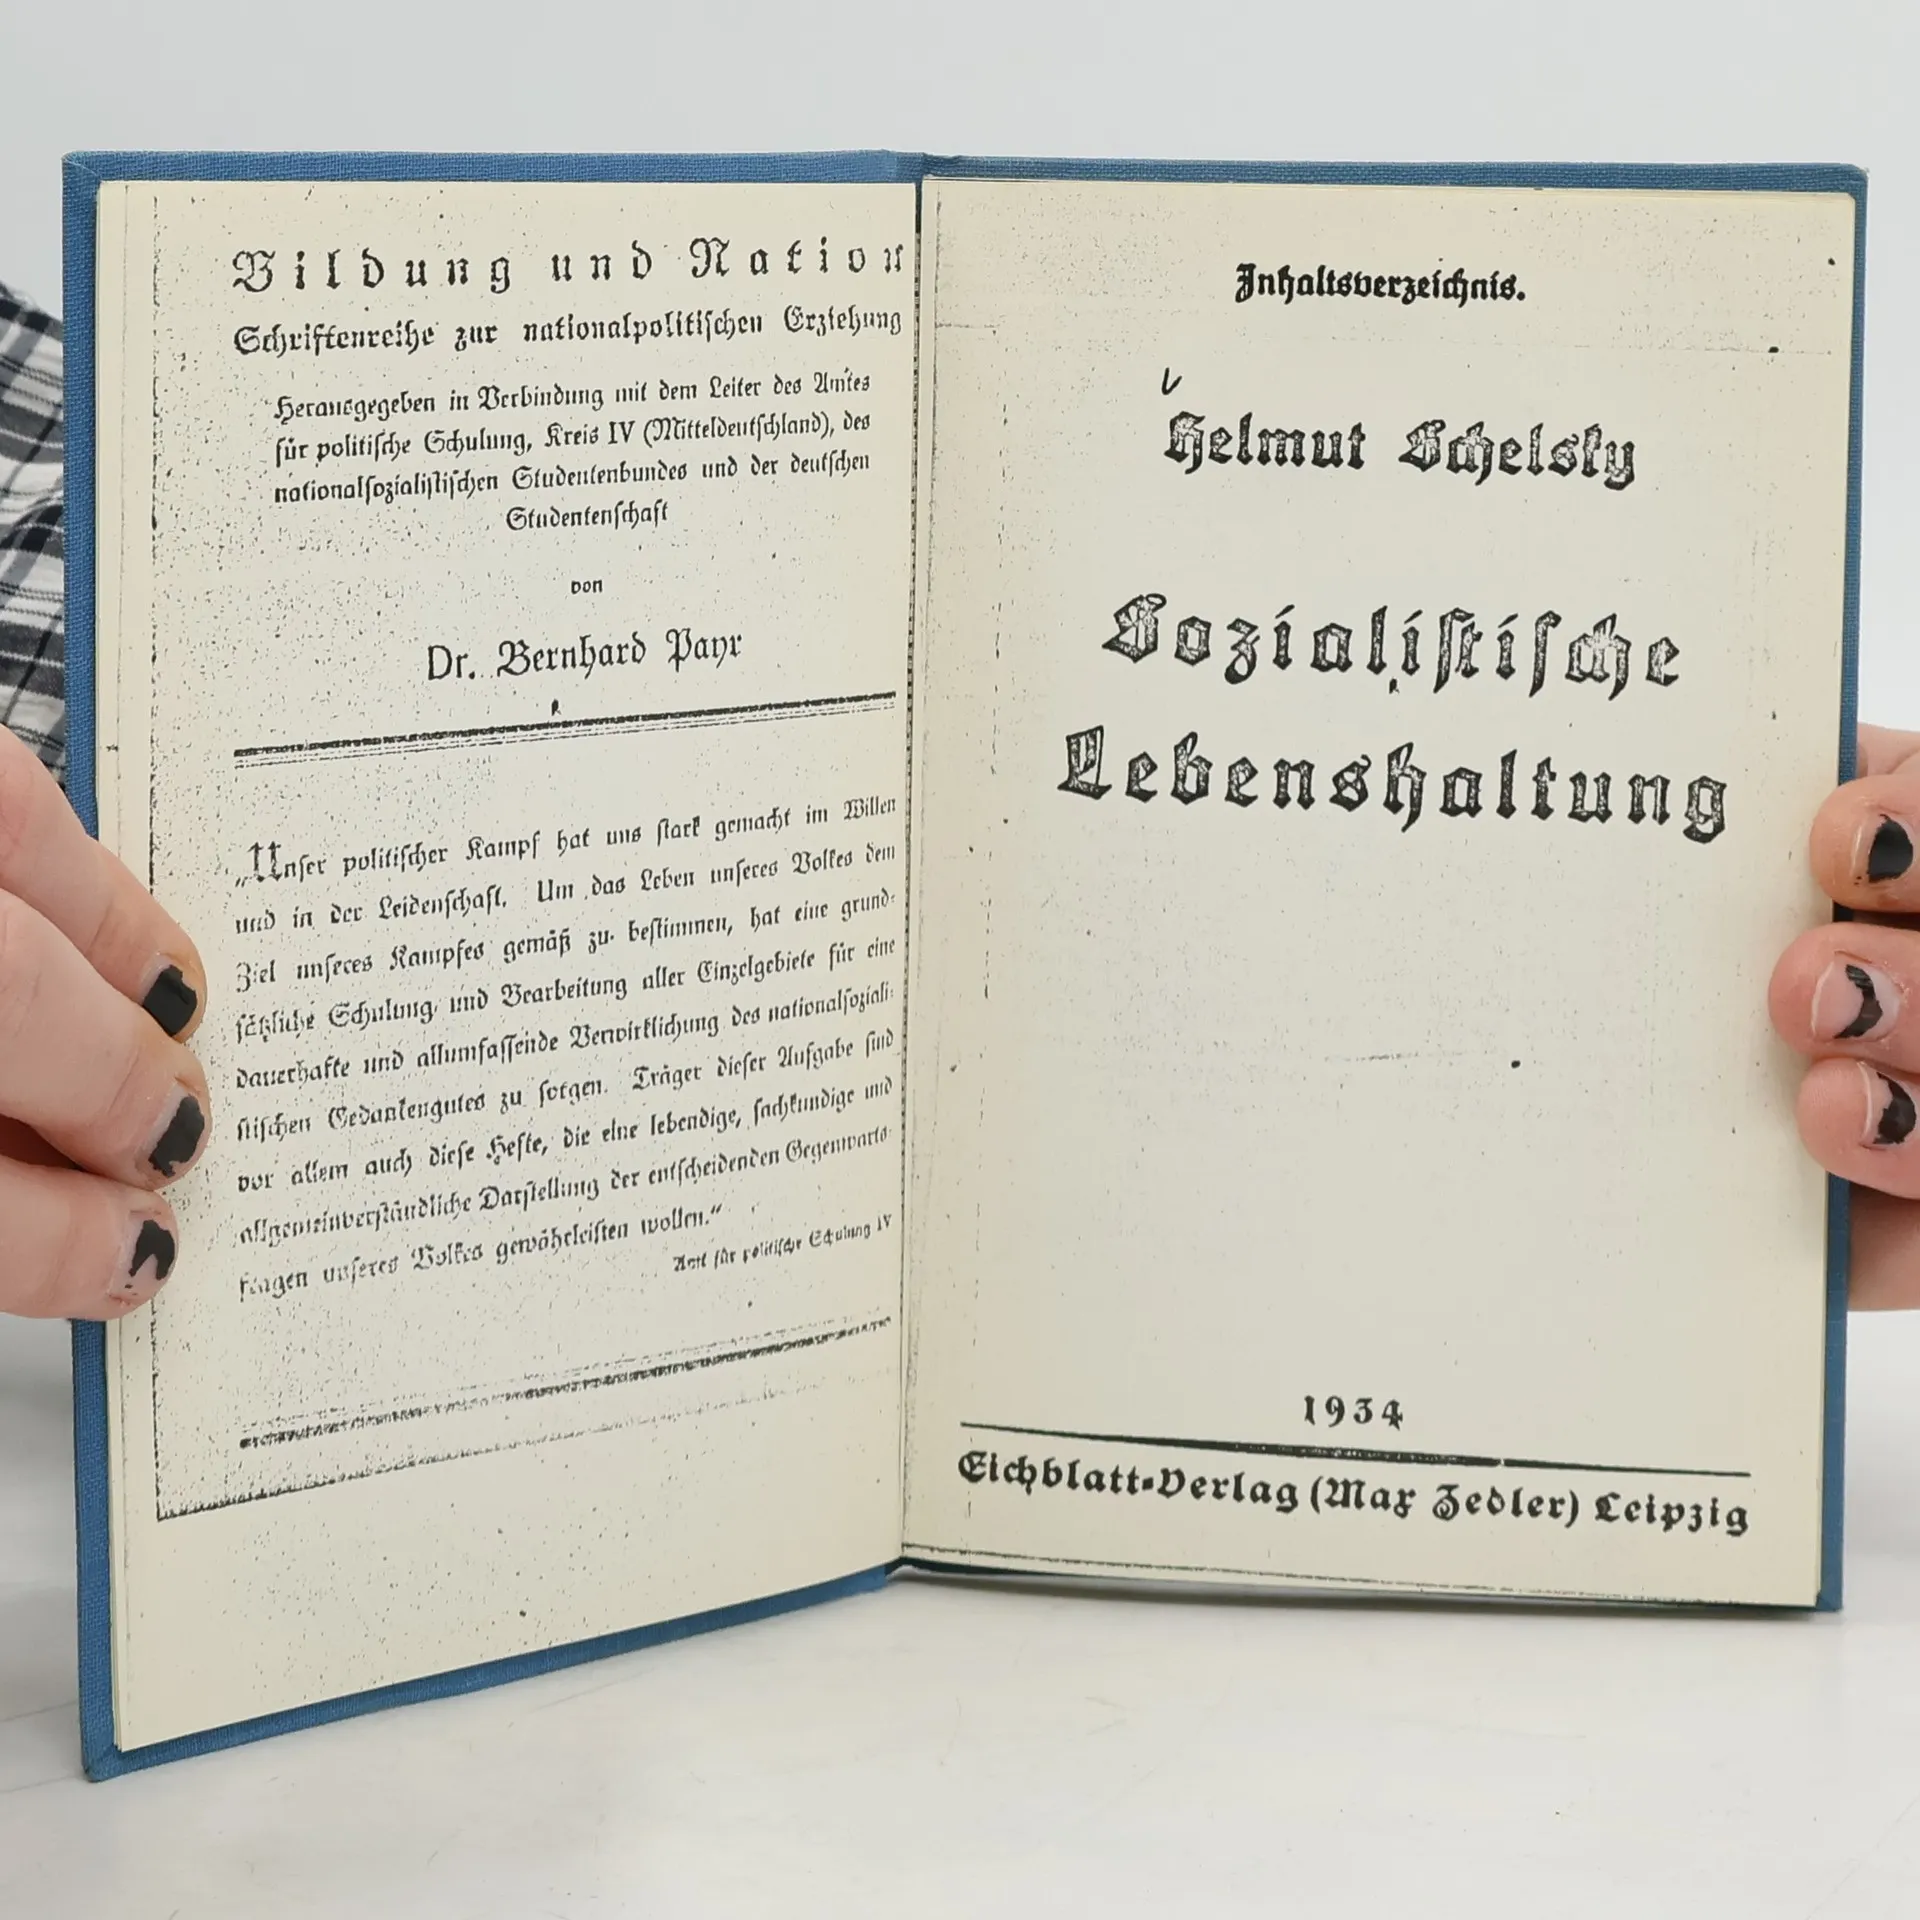 Bildung und Nation
Schriftenreihe zur nationalpolitischen Erziehung
Herausgegeben in Verbindung mit dem Leiter des Amtes
für politische Schulung, Kreis IV (Mitteldeutschland), des
nationalsozialistischen Studentenbundes und der deutschen
Studentenschaft
von
Dr. Bernhard Payr
„Unser politischer Kampf hat uns stark gemacht im Willen
und in der Leidenschaft. Um das Leben unseres Volkes dem
Ziel unseres Kampfes gemäß zu bestimmen, hat eine grund-
sätzliche Schulung und Bearbeitung aller Einzelgebiete für eine
dauerhafte und allumfassende Verwirklichung des nationalsoziali-
stischen Gedankengutes zu sorgen. Träger dieser Aufgabe sind
vor allem auch diese Hefte, die eine lebendige, sachkundige und
allgemeinverständliche Darstellung der entscheidenden Gegenwarts-
fragen unseres Volkes gewährleisten wollen.“
Amt für politische Schulung IV
Inhaltsverzeichnis.
Helmut Schelsky
Sozialistische
Lebenshaltung
1934
Eichblatt-Verlag (Max Zedler) Leipzig